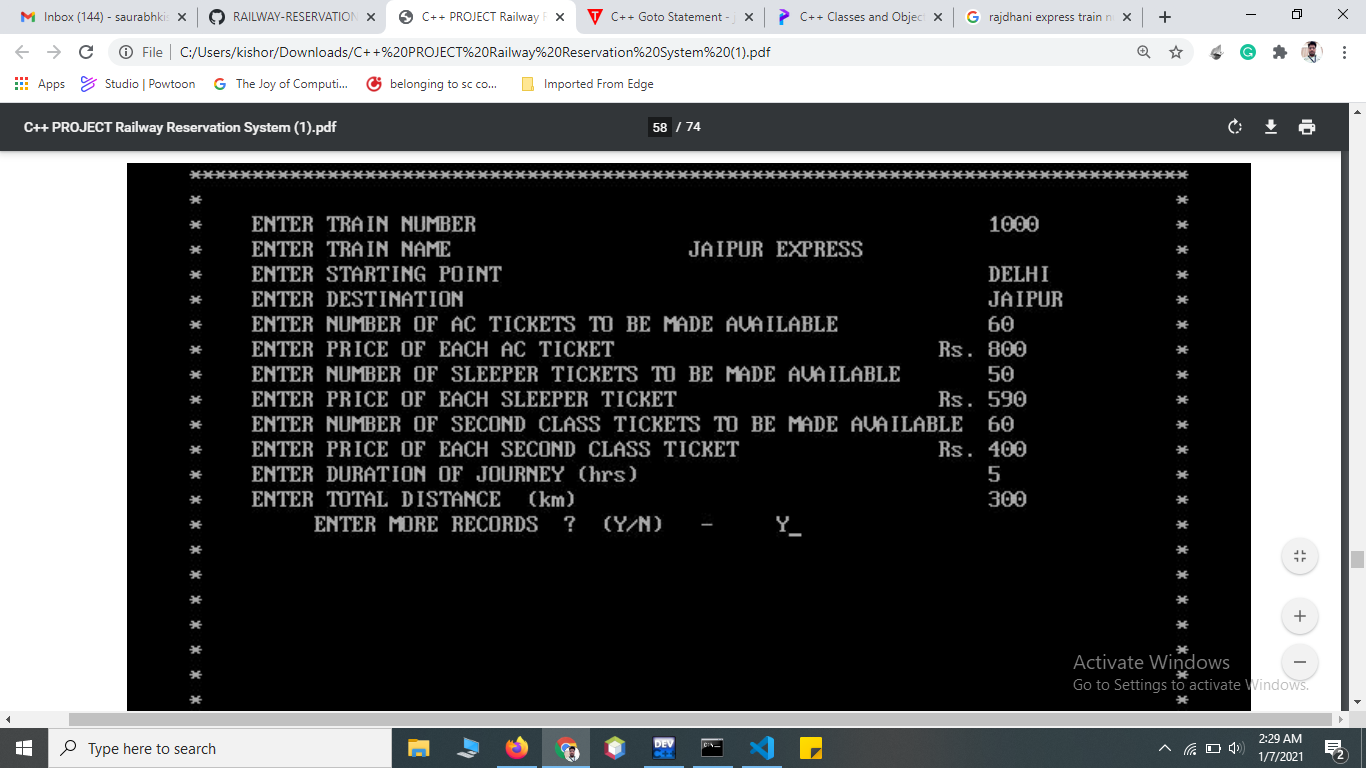 Inbox (144) - saurabhkis
RAILWAY-RESERVATION
C++ PROJECT Railway R
C++ Goto Statement - j
C++ Classes and Object
rajdhani express train n
File
C:/Users/kishor/Downloads/C++%20PROJECT%20Railway%20Reservation%20System%20(1).pdf
Apps
Studio | Powtoon
The Joy of Computi...
belonging to sc co...
Imported From Edge
C++ PROJECT Railway Reservation System (1).pdf
58 / 74
********************************************************************************
* *
* ENTER TRAIN NUMBER 1000 *
* ENTER TRAIN NAME JAIPUR EXPRESS *
* ENTER STARTING POINT DELHI *
* ENTER DESTINATION JAIPUR *
* ENTER NUMBER OF AC TICKETS TO BE MADE AVAILABLE 60 *
* ENTER PRICE OF EACH AC TICKET Rs. 800 *
* ENTER NUMBER OF SLEEPER TICKETS TO BE MADE AVAILABLE 50 *
* ENTER PRICE OF EACH SLEEPER TICKET Rs. 590 *
* ENTER NUMBER OF SECOND CLASS TICKETS TO BE MADE AVAILABLE 60 *
* ENTER PRICE OF EACH SECOND CLASS TICKET Rs. 400 *
* ENTER DURATION OF JOURNEY (hrs) 5 *
* ENTER TOTAL DISTANCE (km) 300 *
* ENTER MORE RECORDS ? (Y/N) - Y_ *
* *
* *
* *
* *
* *
* *
* *
Activate Windows
Go to Settings to activate Windows.
Type here to search
DEV
2:29 AM
1/7/2021
2